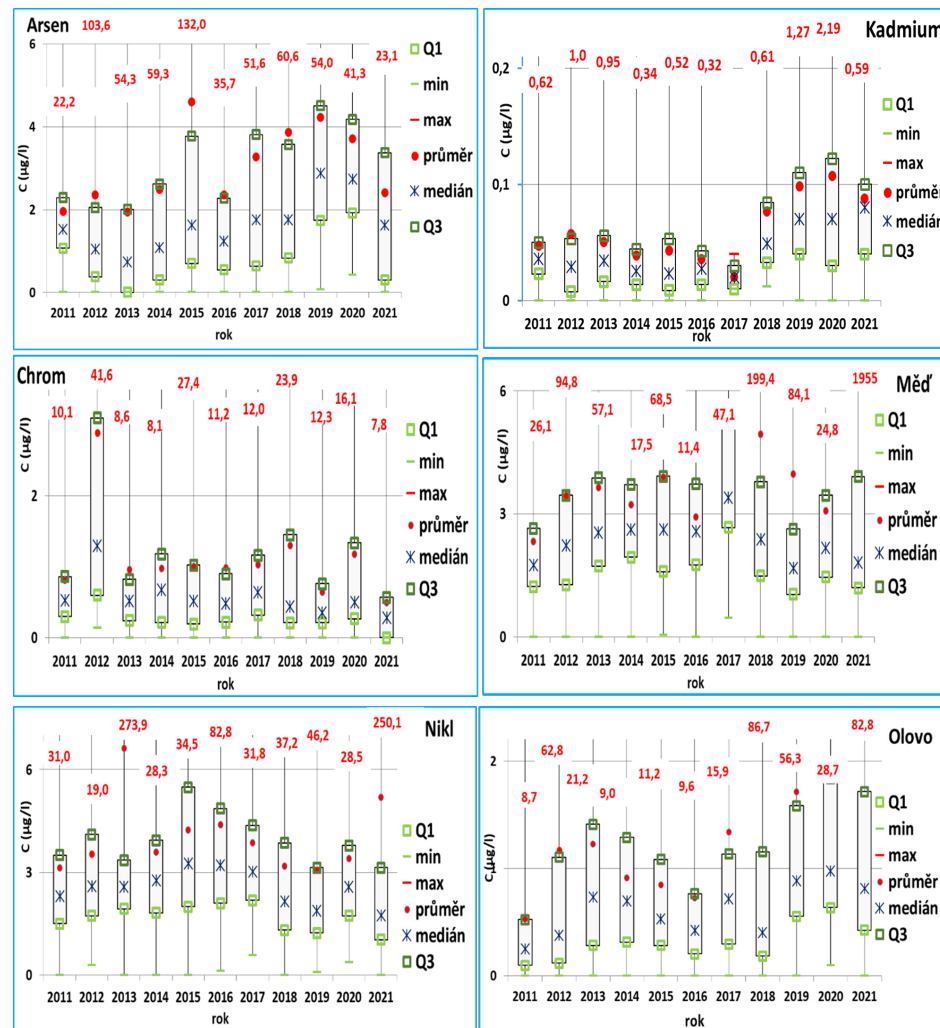 Arsen
6
4
2
0
c (µg/l)
22,2
103,6
54,3
59,3
132,0
35,7
51,6
60,6
54,0
41,3
23,1
2011 2012 2013 2014 2015 2016 2017 2018 2019 2020 2021
rok
Q1
min
max
průměr
medián
Q3
Kadmium
0,2
0,1
0
c (µg/l)
0,62
1,0
0,95
0,34
0,52
0,32
0,61
1,27
2,19
0,59
2011 2012 2013 2014 2015 2016 2017 2018 2019 2020 2021
rok
Q1
min
max
průměr
medián
Q3
Chrom
2
0
c (µg/l)
10,1
41,6
8,6
8,1
27,4
11,2
12,0
23,9
12,3
16,1
7,8
2011 2012 2013 2014 2015 2016 2017 2018 2019 2020 2021
rok
Q1
min
max
průměr
medián
Q3
Měď
6
3
0
c (µg/l)
26,1
94,8
57,1
17,5
68,5
11,4
47,1
199,4
84,1
24,8
1955
2011 2012 2013 2014 2015 2016 2017 2018 2019 2020 2021
rok
Q1
min
max
průměr
medián
Q3
Nikl
6
3
0
c (µg/l)
31,0
19,0
273,9
28,3
34,5
82,8
31,8
37,2
46,2
28,5
250,1
2011 2012 2013 2014 2015 2016 2017 2018 2019 2020 2021
rok
Q1
min
max
průměr
medián
Q3
Olovo
2
0
c (µg/l)
8,7
62,8
21,2
9,0
11,2
9,6
15,9
86,7
56,3
28,7
82,8
2011 2012 2013 2014 2015 2016 2017 2018 2019 2020 2021
rok
Q1
min
max
průměr
medián
Q3